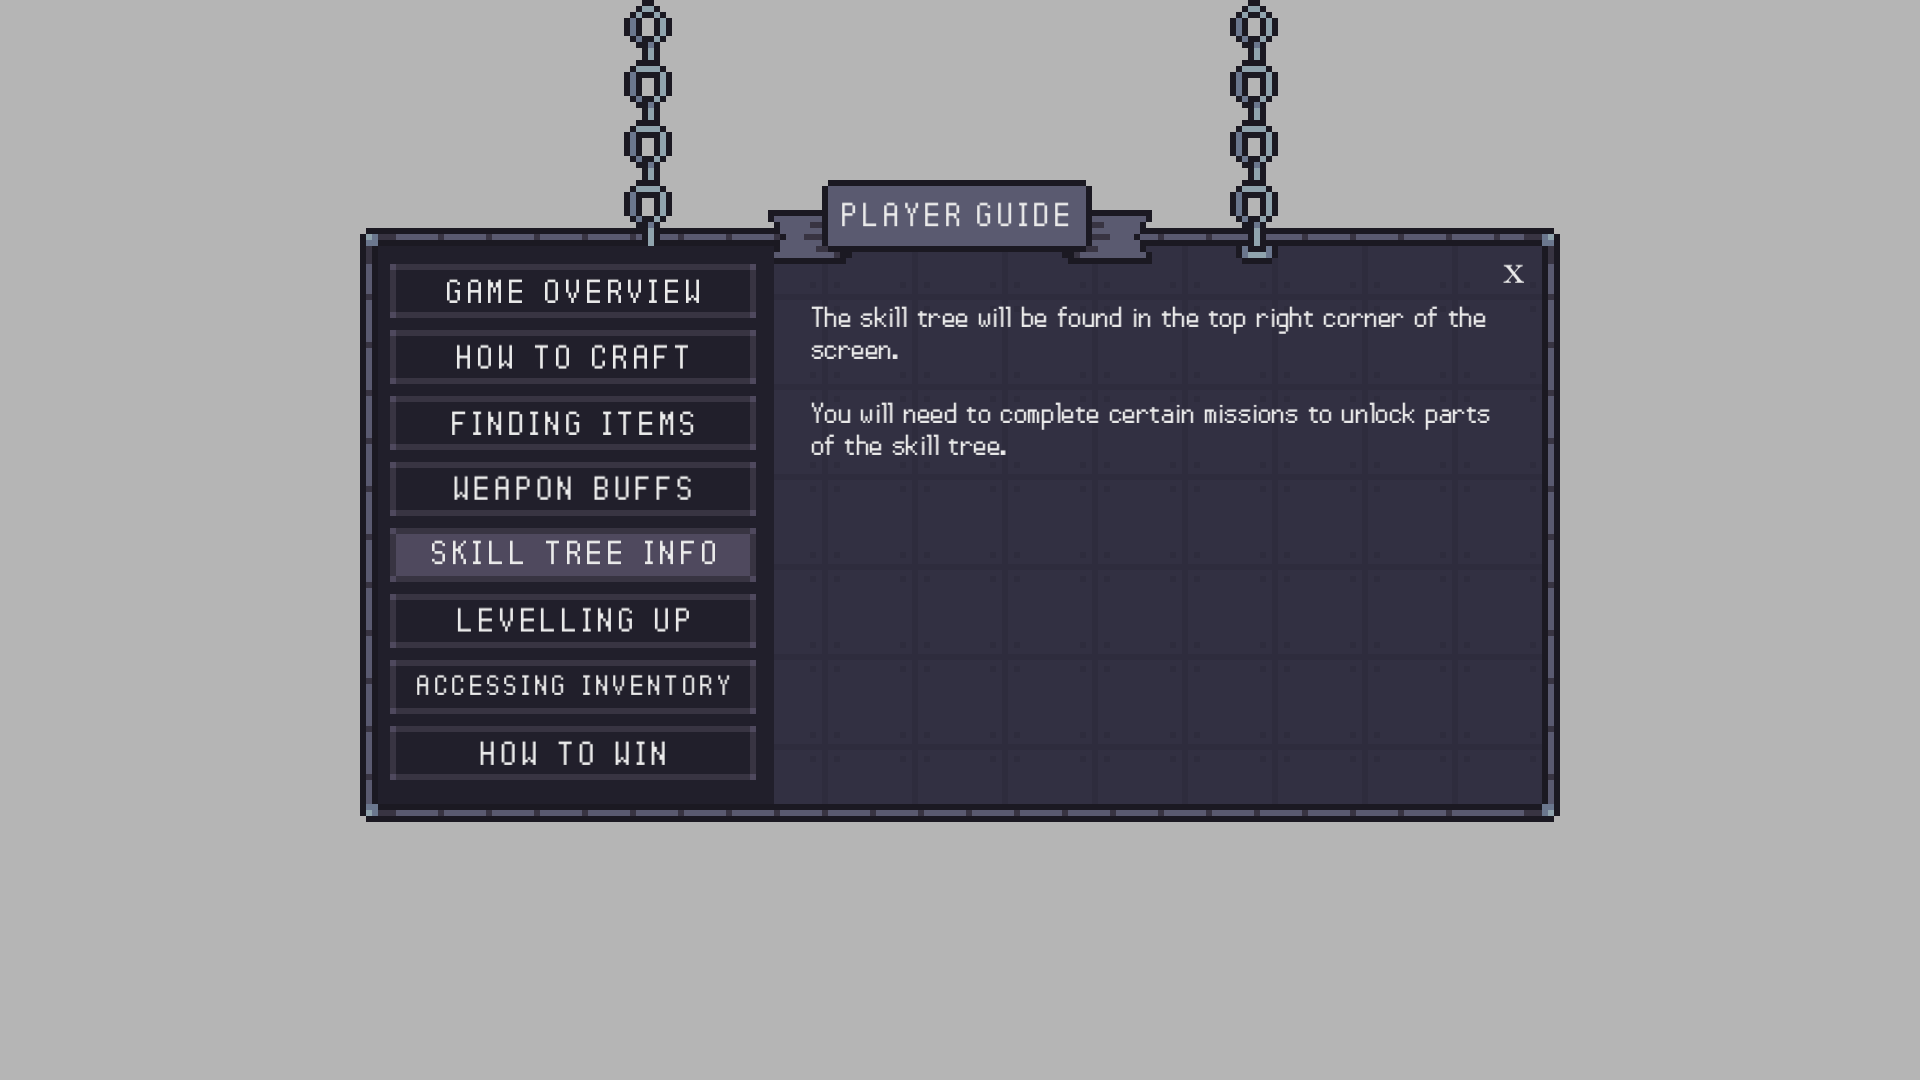 PLAYER GUIDE
X
GAME OVERVIEW
HOW TO CRAFT
FINDING ITEMS
WEAPON BUFFS
SKILL TREE INFO
LEVELLING UP
ACCESSING INVENTORY
HOW TO WIN
The skill tree will be found in the top right corner of the
screen.
You will need to complete certain missions to unlock parts
of the skill tree.